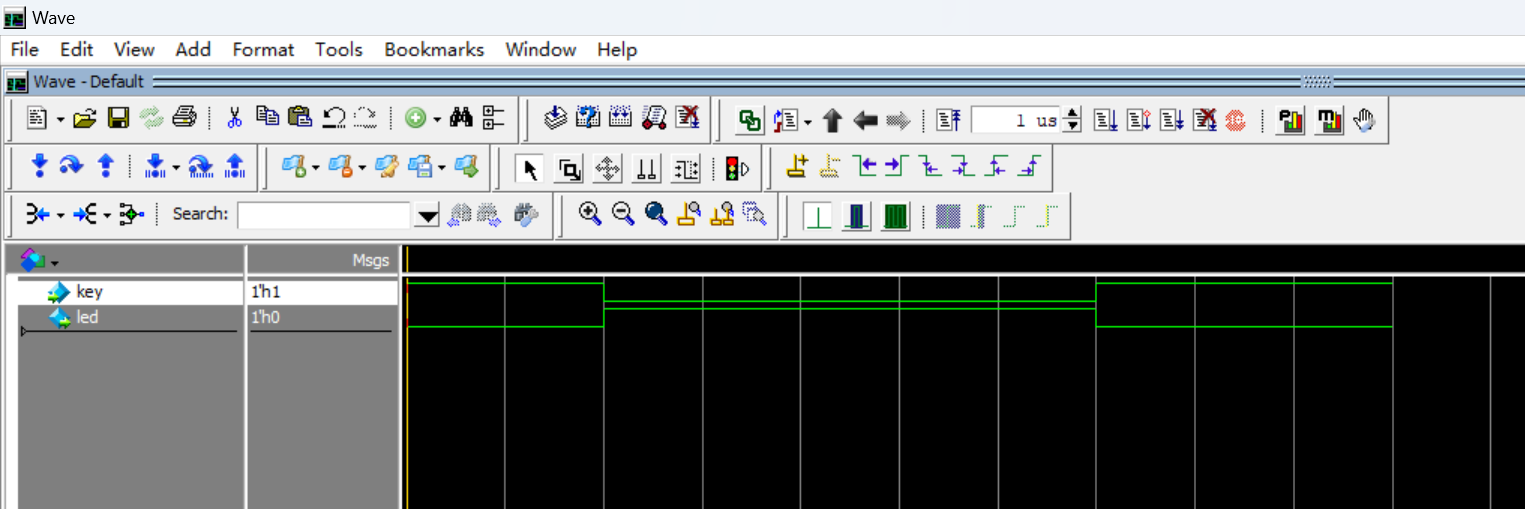 Wave
File Edit View Add Format Tools Bookmarks Window Help
Wave - Default
1 us
Search:
Msgs
key 1'h1
led 1'h0